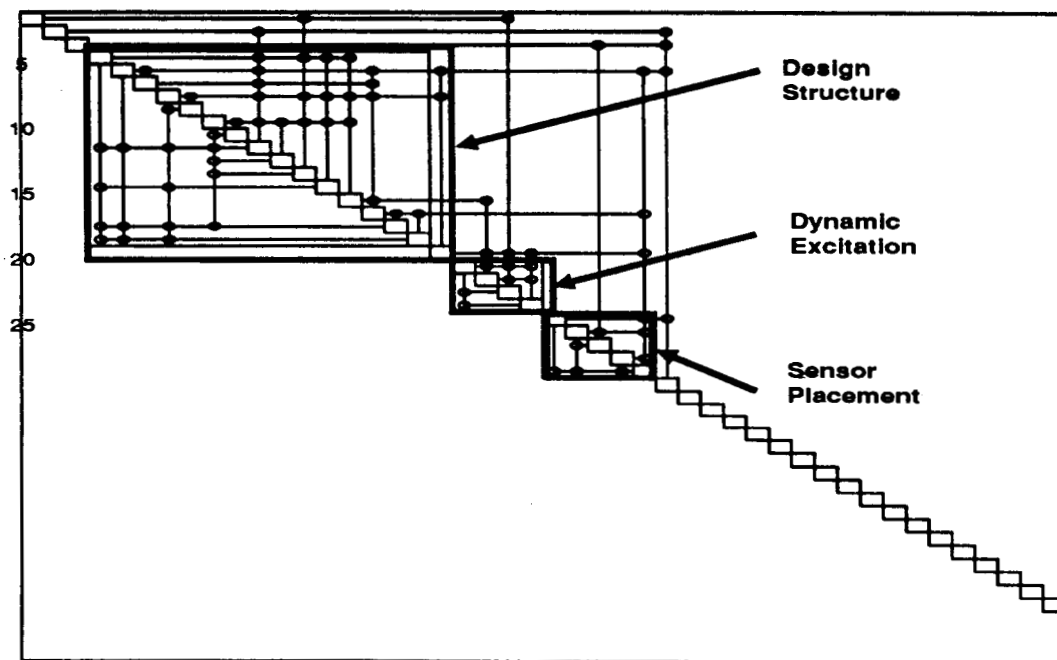 5
10
15
20
25
Design
Structure
Dynamic
Excitation
Sensor
Placement